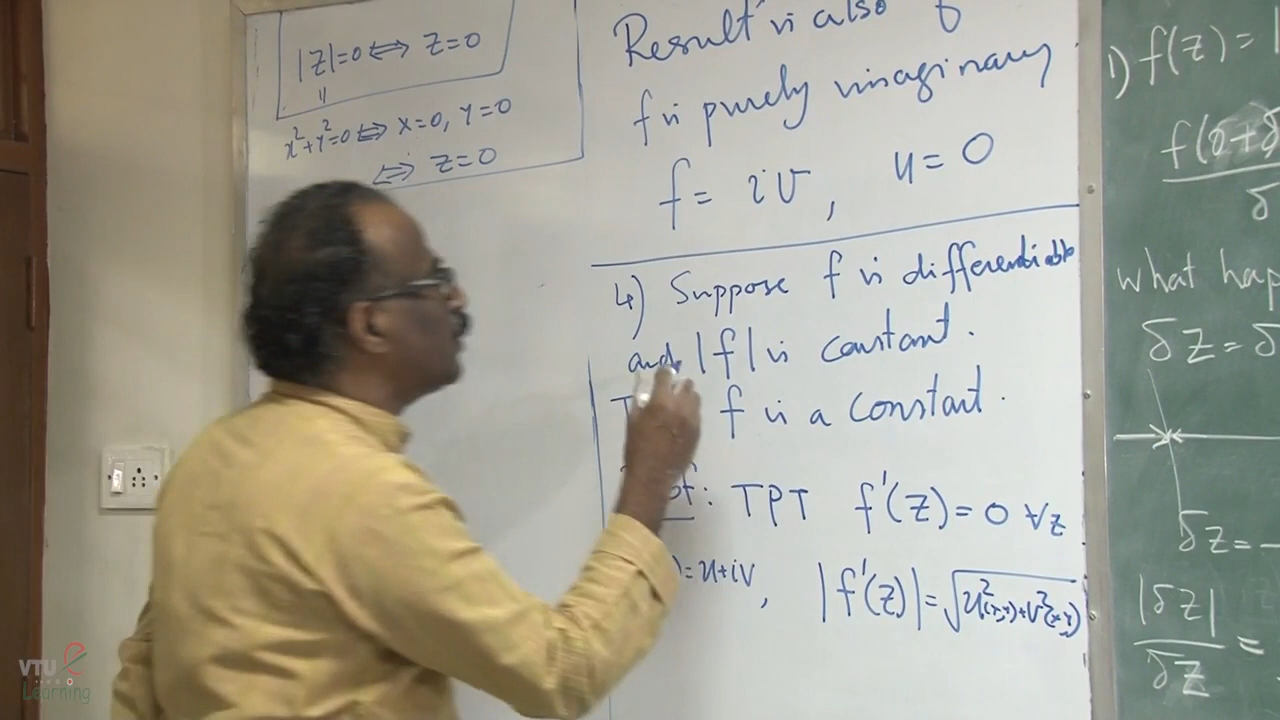 |Z|=0 ⟺ Z=0
॥
x²+y²=0 ⟺ x=0, y=0
⟺ Z=0
Result is also
f is purely imaginary
f = iv, u = 0
4) Suppose f is differentiable
and |f| is constant.
f is a constant.
: TPT f'(z) = 0 ∀z
)=u+iv, |f'(z)| = √u²(x,y)+v²(x,y)
1) f(z) =
f(0+δ
δ
What hap
δz = δ
δz = -
|δz|
δz
=
VTU e
Learning